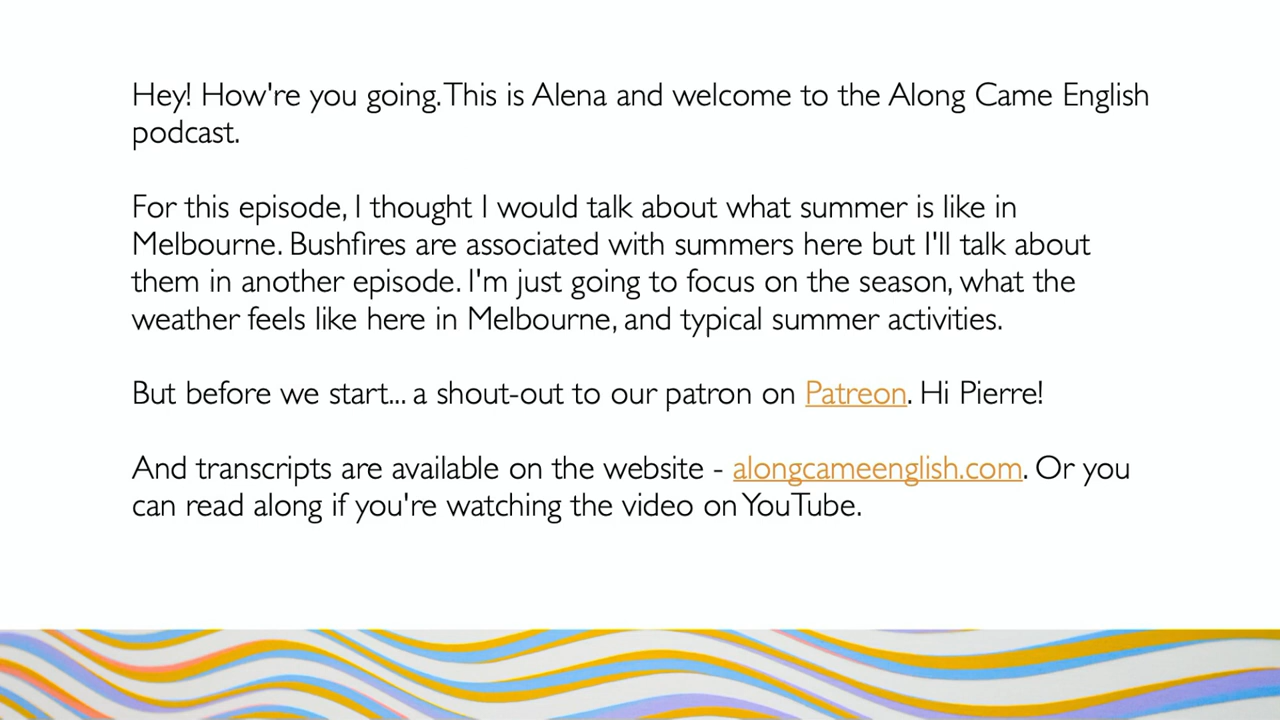 Hey! How're you going. This is Alena and welcome to the Along Came English
podcast.
For this episode, I thought I would talk about what summer is like in
Melbourne. Bushfires are associated with summers here but I'll talk about
them in another episode. I'm just going to focus on the season, what the
weather feels like here in Melbourne, and typical summer activities.
But before we start... a shout-out to our patron on Patreon. Hi Pierre!
And transcripts are available on the website - alongcameenglish.com. Or you
can read along if you're watching the video on YouTube.